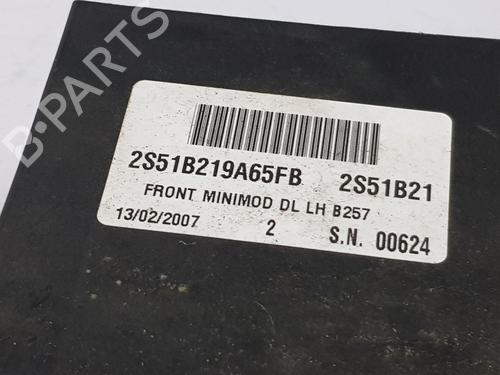 B-PARTS
2S51B219A65FB 2S51B21
FRONT MINIMOD DL LH B257
13/02/2007 2 S.N. 00624